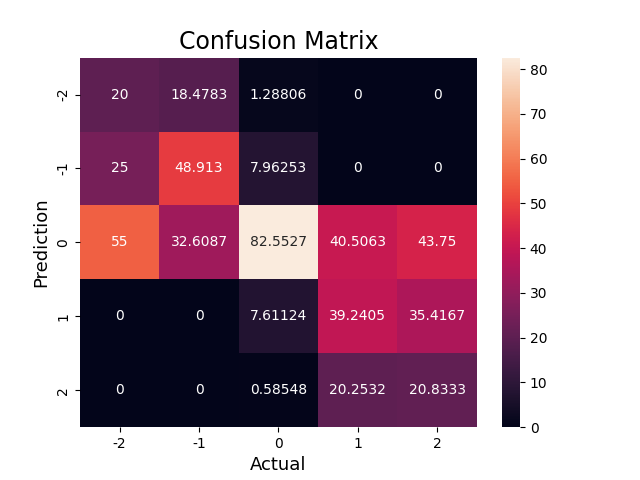 Confusion Matrix
-2 20 18.4783 1.28806 0 0
-1 25 48.913 7.96253 0 0
0 55 32.6087 82.5527 40.5063 43.75
1 0 0 7.61124 39.2405 35.4167
2 0 0 0.58548 20.2532 20.8333
-2 -1 0 1 2
Prediction
Actual
80
70
60
50
40
30
20
10
0